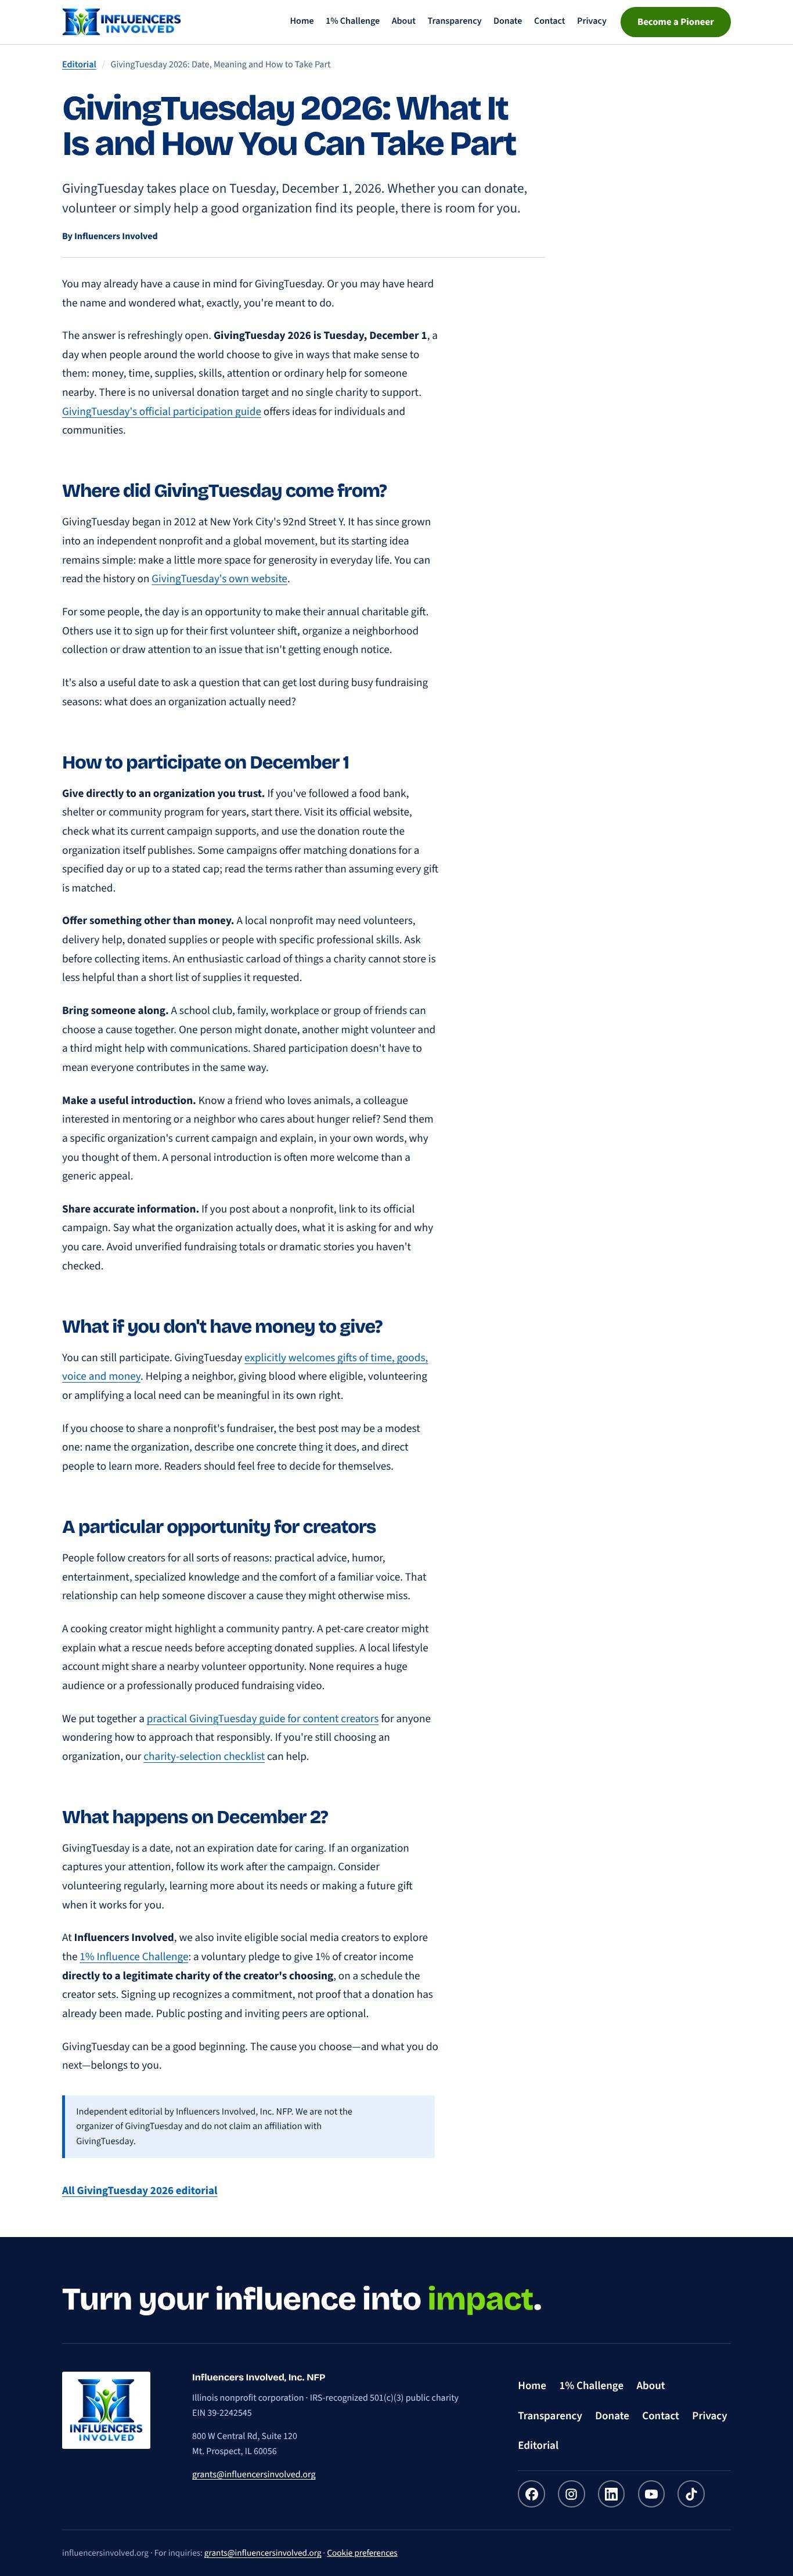 INFLUENCERS
INVOLVED
Home 1% Challenge About Transparency Donate Contact Privacy Become a Pioneer
Editorial / GivingTuesday 2026: Date, Meaning and How to Take Part
GivingTuesday 2026: What It
Is and How You Can Take Part
GivingTuesday takes place on Tuesday, December 1, 2026. Whether you can donate,
volunteer or simply help a good organization find its people, there is room for you.
By Influencers Involved
You may already have a cause in mind for GivingTuesday. Or you may have heard
the name and wondered what, exactly, you're meant to do.
The answer is refreshingly open. GivingTuesday 2026 is Tuesday, December 1, a
day when people around the world choose to give in ways that make sense to
them: money, time, supplies, skills, attention or ordinary help for someone
nearby. There is no universal donation target and no single charity to support.
GivingTuesday's official participation guide offers ideas for individuals and
communities.
Where did GivingTuesday come from?
GivingTuesday began in 2012 at New York City's 92nd Street Y. It has since grown
into an independent nonprofit and a global movement, but its starting idea
remains simple: make a little more space for generosity in everyday life. You can
read the history on GivingTuesday's own website.
For some people, the day is an opportunity to make their annual charitable gift.
Others use it to sign up for their first volunteer shift, organize a neighborhood
collection or draw attention to an issue that isn't getting enough notice.
It's also a useful date to ask a question that can get lost during busy fundraising
seasons: what does an organization actually need?
How to participate on December 1
Give directly to an organization you trust. If you've followed a food bank,
shelter or community program for years, start there. Visit its official website,
check what its current campaign supports, and use the donation route the
organization itself publishes. Some campaigns offer matching donations for a
specified day or up to a stated cap; read the terms rather than assuming every gift
is matched.
Offer something other than money. A local nonprofit may need volunteers,
delivery help, donated supplies or people with specific professional skills. Ask
before collecting items. An enthusiastic carload of things a charity cannot store is
less helpful than a short list of supplies it requested.
Bring someone along. A school club, family, workplace or group of friends can
choose a cause together. One person might donate, another might volunteer and
a third might help with communications. Shared participation doesn't have to
mean everyone contributes in the same way.
Make a useful introduction. Know a friend who loves animals, a colleague
interested in mentoring or a neighbor who cares about hunger relief? Send them
a specific organization's current campaign and explain, in your own words, why
you thought of them. A personal introduction is often more welcome than a
generic appeal.
Share accurate information. If you post about a nonprofit, link to its official
campaign. Say what the organization actually does, what it is asking for and why
you care. Avoid unverified fundraising totals or dramatic stories you haven't
checked.
What if you don't have money to give?
You can still participate. GivingTuesday explicitly welcomes gifts of time, goods,
voice and money. Helping a neighbor, giving blood where eligible, volunteering
or amplifying a local need can be meaningful in its own right.
If you choose to share a nonprofit's fundraiser, the best post may be a modest
one: name the organization, describe one concrete thing it does, and direct
people to learn more. Readers should feel free to decide for themselves.
A particular opportunity for creators
People follow creators for all sorts of reasons: practical advice, humor,
entertainment, specialized knowledge and the comfort of a familiar voice. That
relationship can help someone discover a cause they might otherwise miss.
A cooking creator might highlight a community pantry. A pet-care creator might
explain what a rescue needs before accepting donated supplies. A local lifestyle
account might share a nearby volunteer opportunity. None requires a huge
audience or a professionally produced fundraising video.
We put together a practical GivingTuesday guide for content creators for anyone
wondering how to approach that responsibly. If you're still choosing an
organization, our charity-selection checklist can help.
What happens on December 2?
GivingTuesday is a date, not an expiration date for caring. If an organization
captures your attention, follow its work after the campaign. Consider
volunteering regularly, learning more about its needs or making a future gift
when it works for you.
At Influencers Involved, we also invite eligible social media creators to explore
the 1% Influence Challenge: a voluntary pledge to give 1% of creator income
directly to a legitimate charity of the creator's choosing, on a schedule the
creator sets. Signing up recognizes a commitment, not proof that a donation has
already been made. Public posting and inviting peers are optional.
GivingTuesday can be a good beginning. The cause you choose—and what you do
next—belongs to you.
Independent editorial by Influencers Involved, Inc. NFP. We are not the
organizer of GivingTuesday and do not claim an affiliation with
GivingTuesday.
All GivingTuesday 2026 editorial
Turn your influence into impact.
INFLUENCERS
INVOLVED
Influencers Involved, Inc. NFP
Illinois nonprofit corporation · IRS-recognized 501(c)(3) public charity
EIN 39-2242545
800 W Central Rd, Suite 120
Mt. Prospect, IL 60056
grants@influencersinvolved.org
Home 1% Challenge About
Transparency Donate Contact Privacy
Editorial
influencersinvolved.org · For inquiries: grants@influencersinvolved.org · Cookie preferences